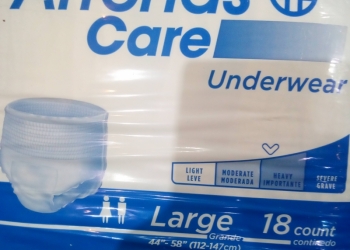 Attends
Care
Underwear
LIGHT MODERATE HEAVY SEVERE
LEVE MODERADA IMPORTANTE GRAVE
Large 18 count
Grande contenido
44"- 58" (112-147cm)